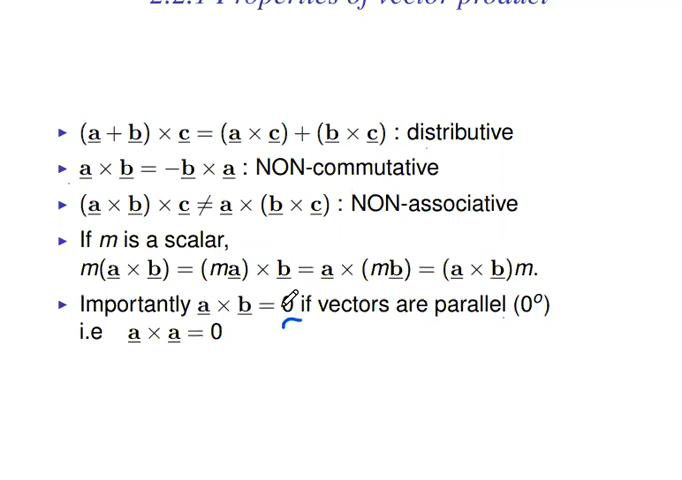 2.2.1 Properties of vector product
(a + b) × c = (a × c) + (b × c) : distributive
a × b = −b × a : NON-commutative
(a × b) × c ≠ a × (b × c) : NON-associative
If m is a scalar,
m(a × b) = (ma) × b = a × (mb) = (a × b)m.
Importantly a × b = 0 if vectors are parallel (0º)
i.e a × a = 0